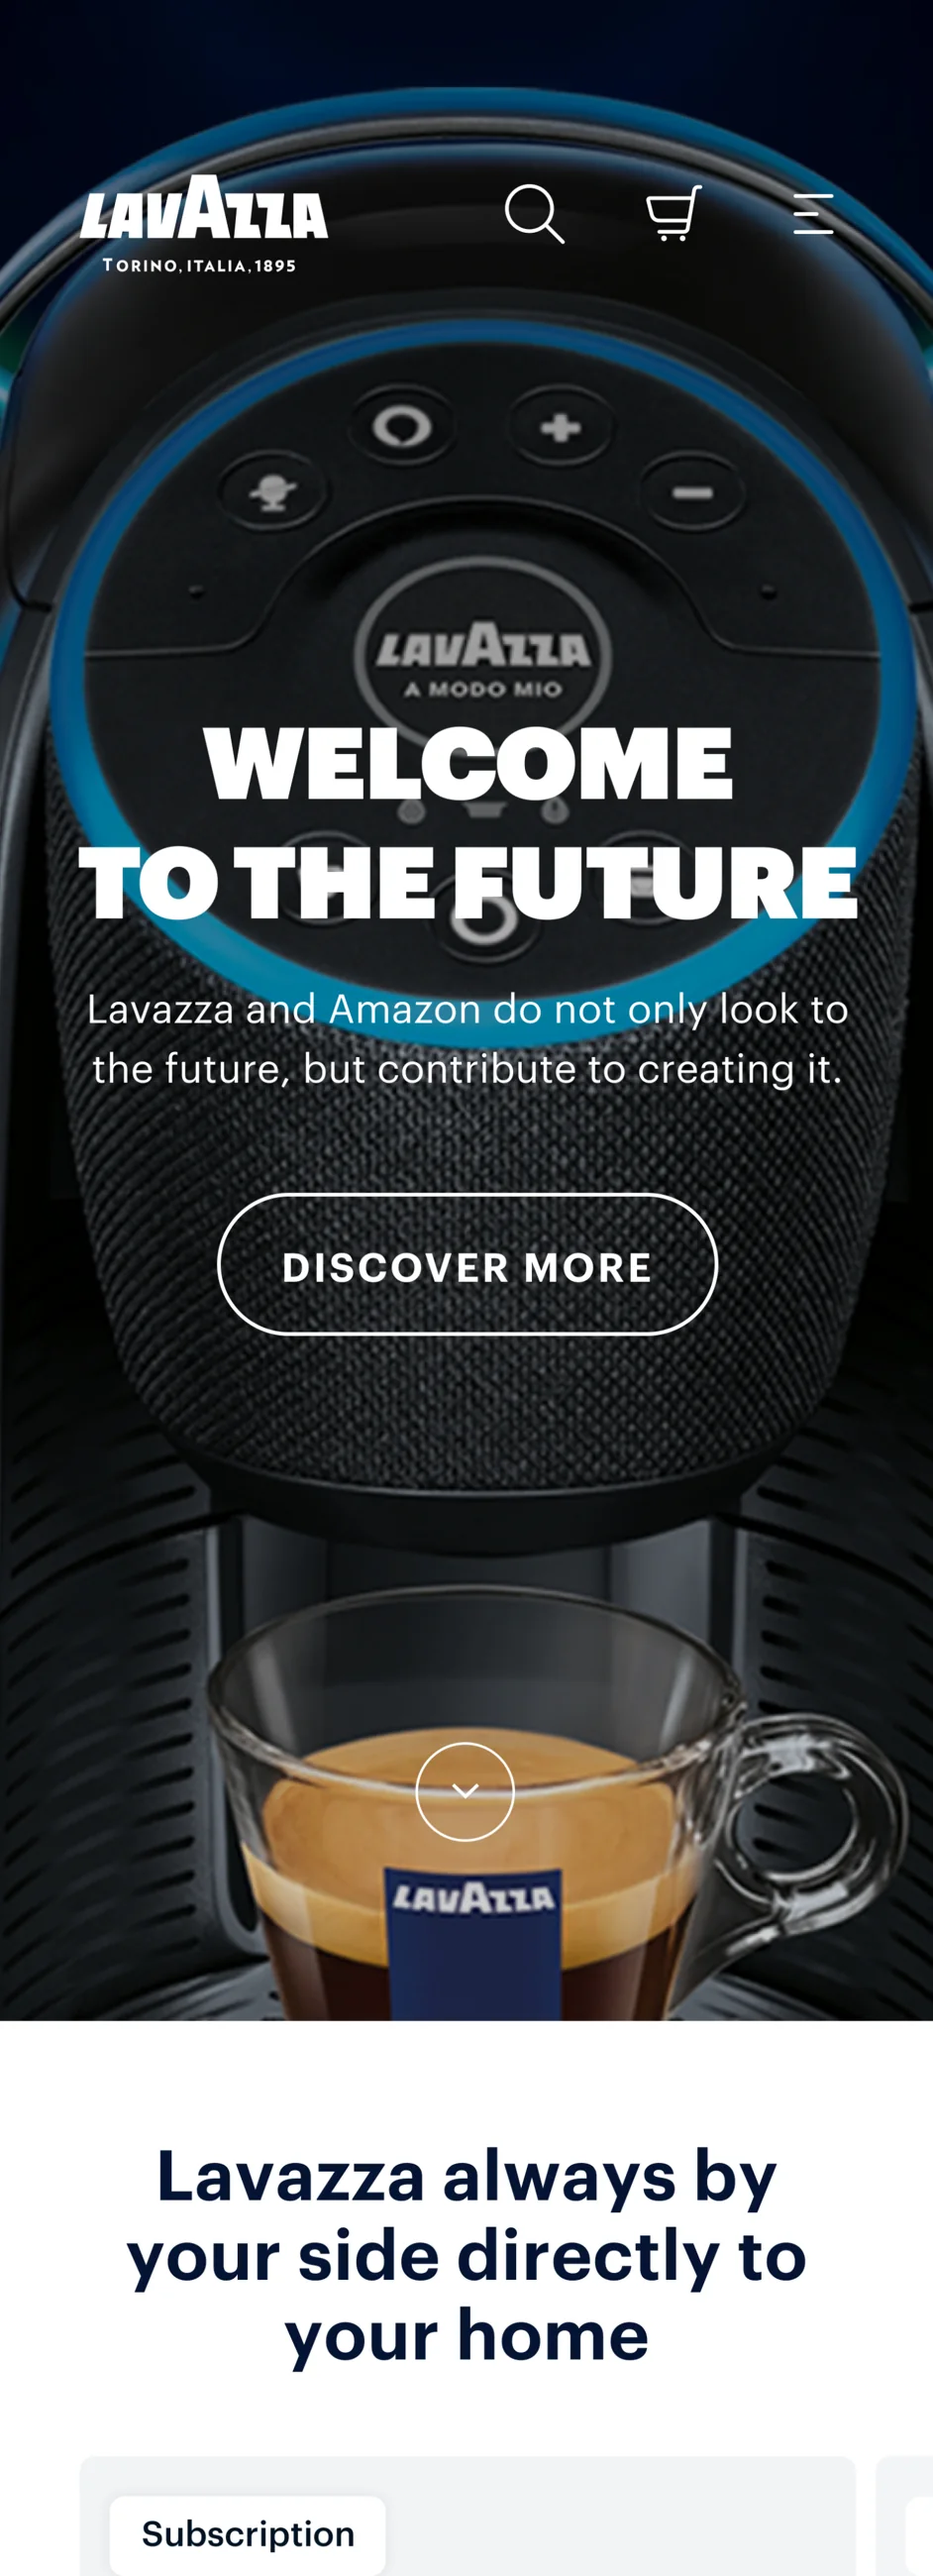 LAVAZZA
TORINO, ITALIA, 1895
LAVAZZA
A MODO MIO
WELCOME
TO THE FUTURE
Lavazza and Amazon do not only look to
the future, but contribute to creating it.
DISCOVER MORE
LAVAZZA
Lavazza always by
your side directly to
your home
Subscription